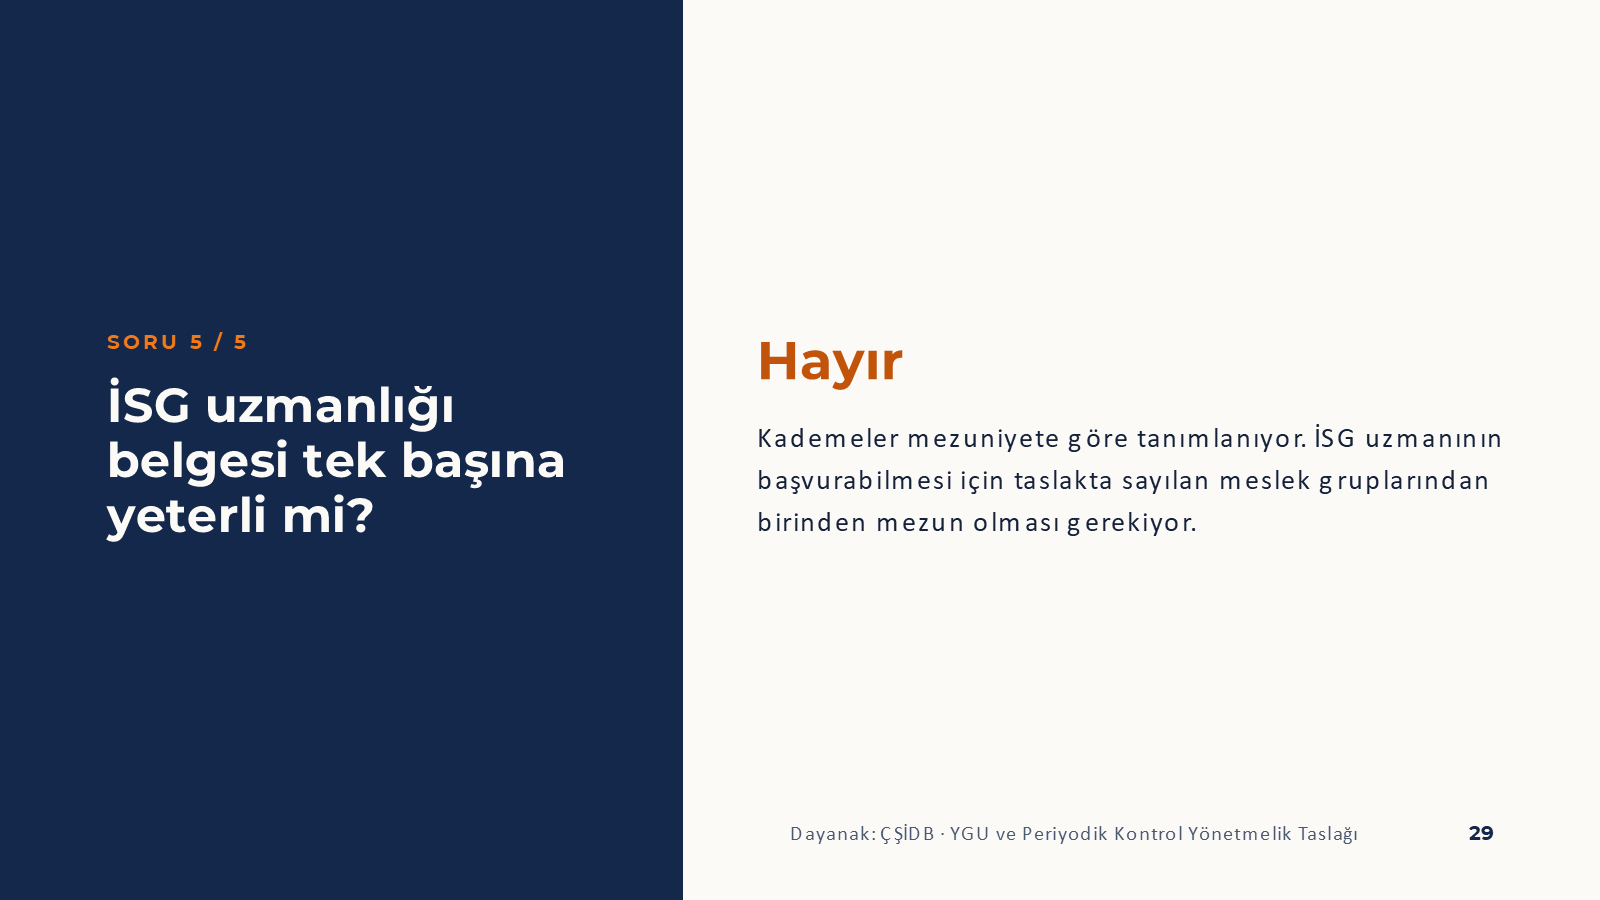 SORU 5 / 5
İSG uzmanlığı
belgesi tek başına
yeterli mi?
Hayır
Kademeler mezuniyete göre tanımlanıyor. İSG uzmanının
başvurabilmesi için taslakta sayılan meslek gruplarından
birinden mezun olması gerekiyor.
Dayanak: ÇŞİDB · YGU ve Periyodik Kontrol Yönetmelik Taslağı
29